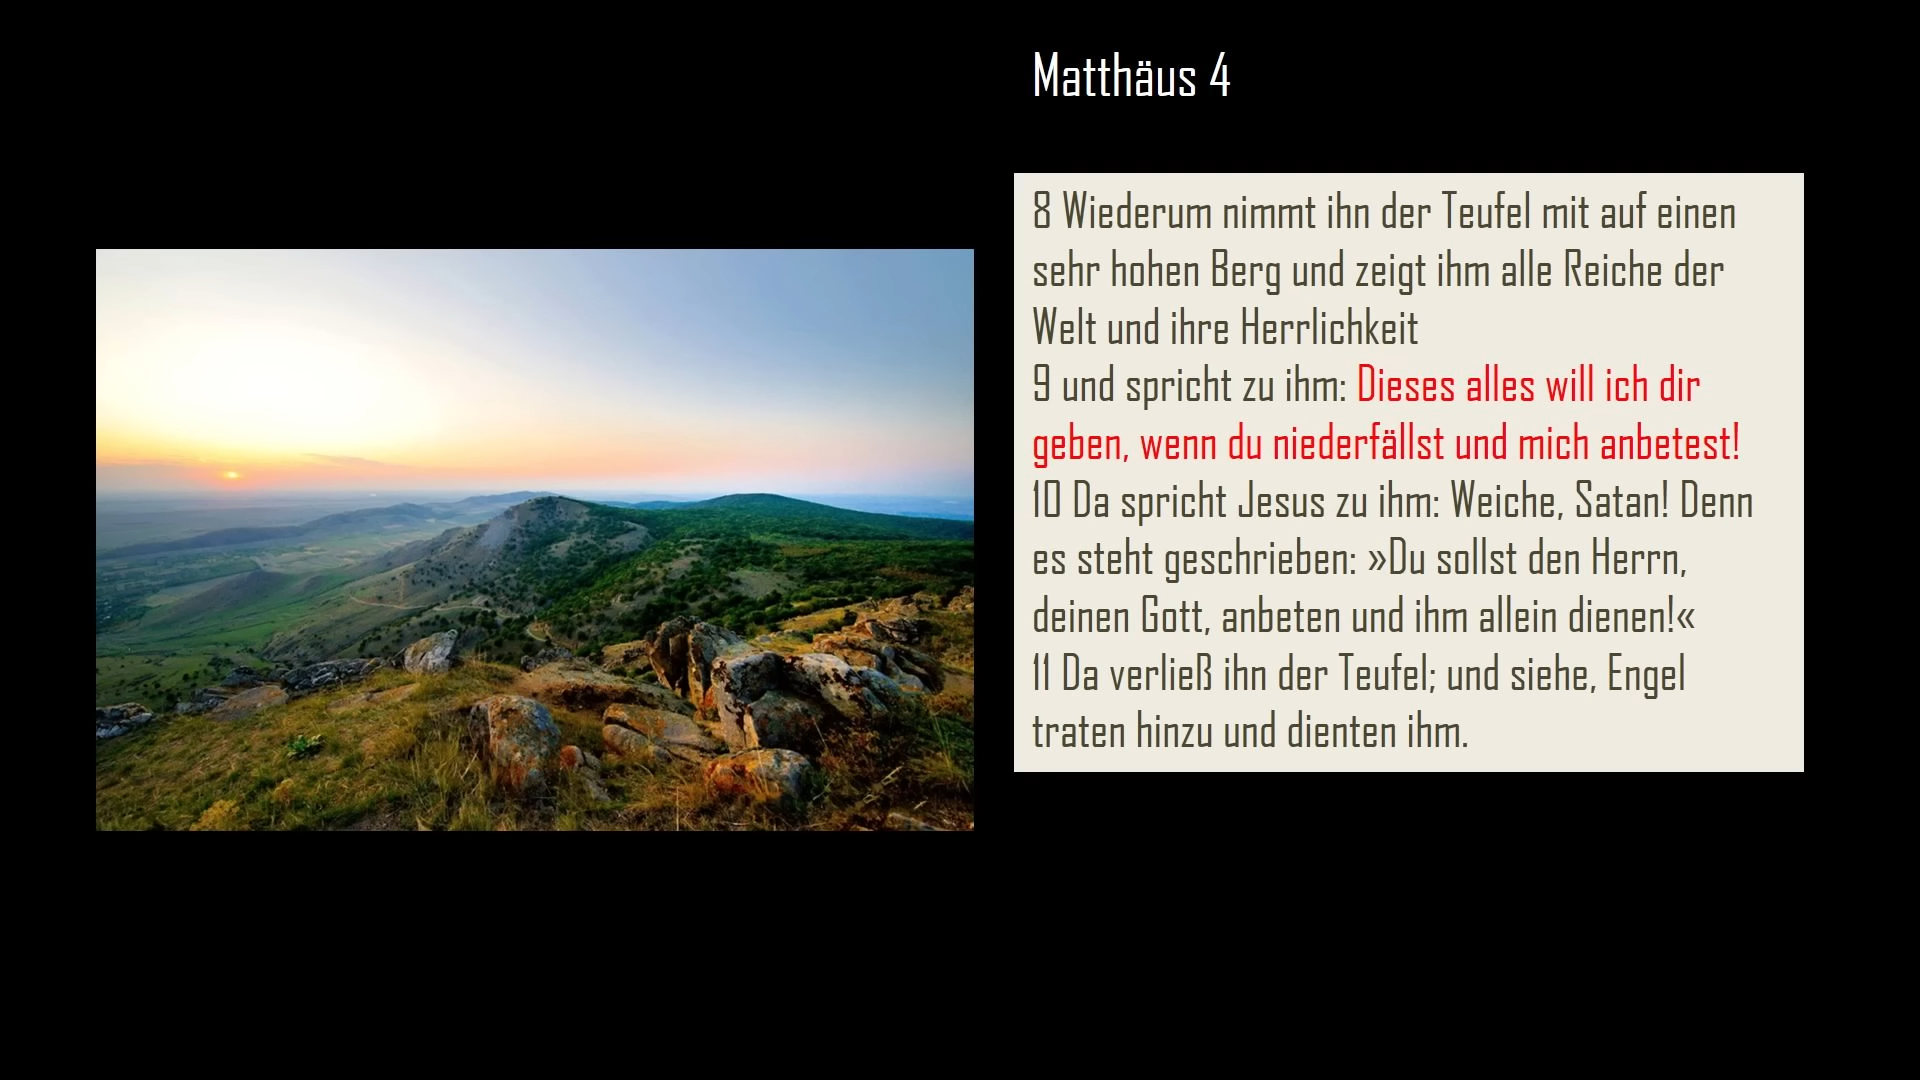 Matthäus 4
8 Wiederum nimmt ihn der Teufel mit auf einen
sehr hohen Berg und zeigt ihm alle Reiche der
Welt und ihre Herrlichkeit
9 und spricht zu ihm: Dieses alles will ich dir
geben, wenn du niederfällst und mich anbetest!
10 Da spricht Jesus zu ihm: Weiche, Satan! Denn
es steht geschrieben: »Du sollst den Herrn,
deinen Gott, anbeten und ihm allein dienen!«
11 Da verließ ihn der Teufel; und siehe, Engel
traten hinzu und dienten ihm.